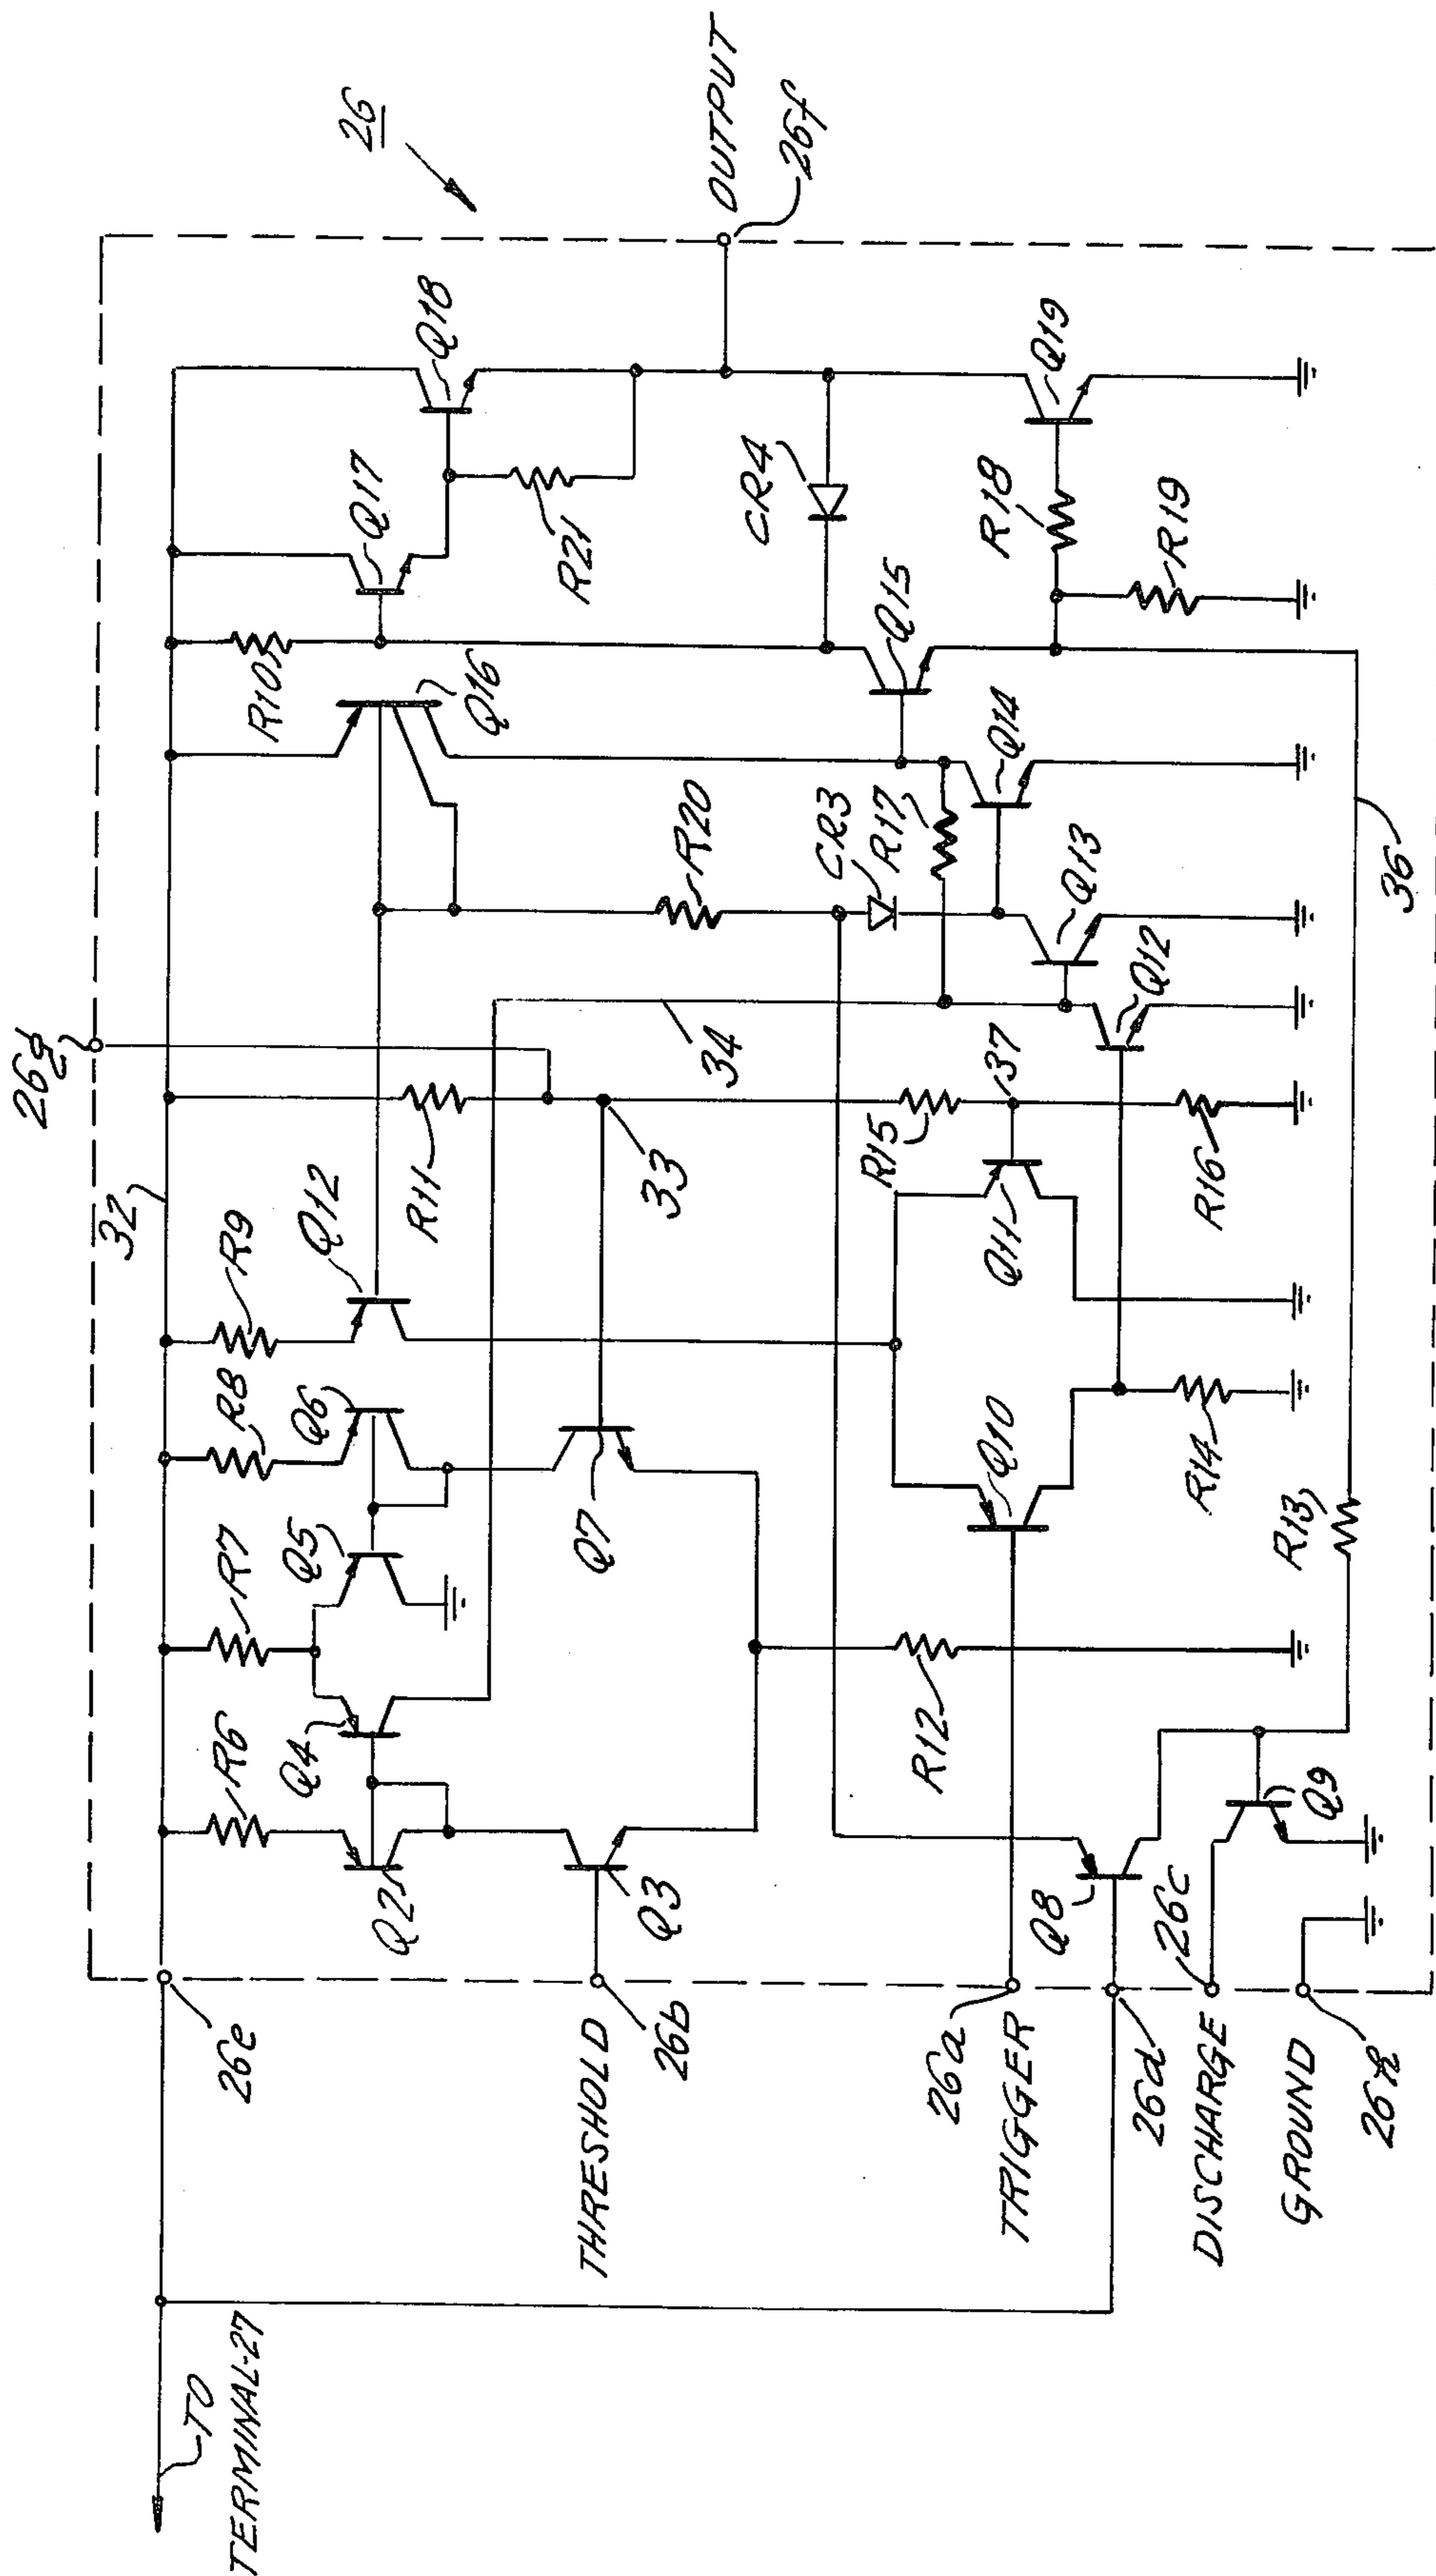 26
26g
32
R6
R7
R8
R9
Q12
R11
R10
Q16
Q17
Q18
R21
OUTPUT
26f
26e
Q2
Q4
Q5
Q6
33
34
R20
CR4
THRESHOLD
26b
Q3
Q7
R12
R15
37
CR3
R17
Q15
Q14
Q13
Q12
R18
Q19
R19
26a
TRIGGER
Q10
Q11
R16
R14
26d
Q8
26c
DISCHARGE
Q9
R13
36
GROUND
26h
TO
TERMINAL-27